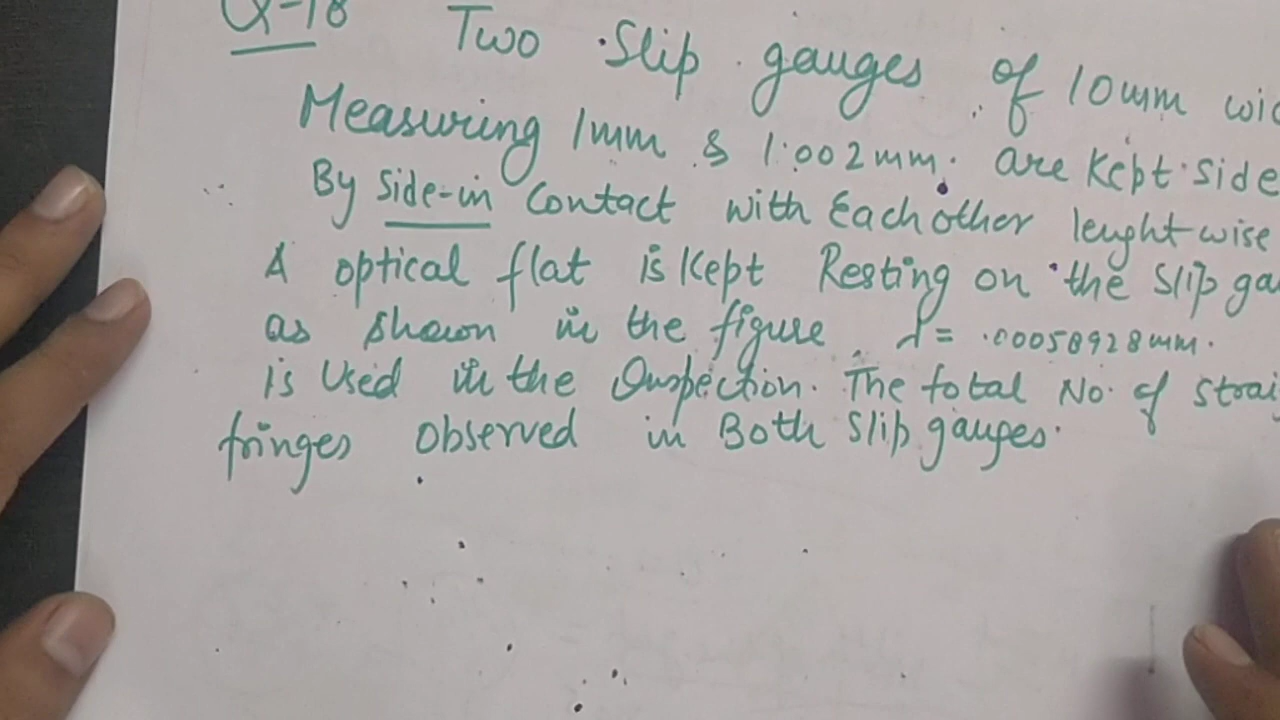 Q-18 Two Slip gauges of 10mm
Measuring 1mm & 1.002mm. are Kept Side
By Side-in Contact with Each other lenght wise
A optical flat is Kept Resting on the Slip
as shown in the figure λ= .00058928mm.
is Used in the Inspection. The total No. of
fringes observed in Both Slip gauges.